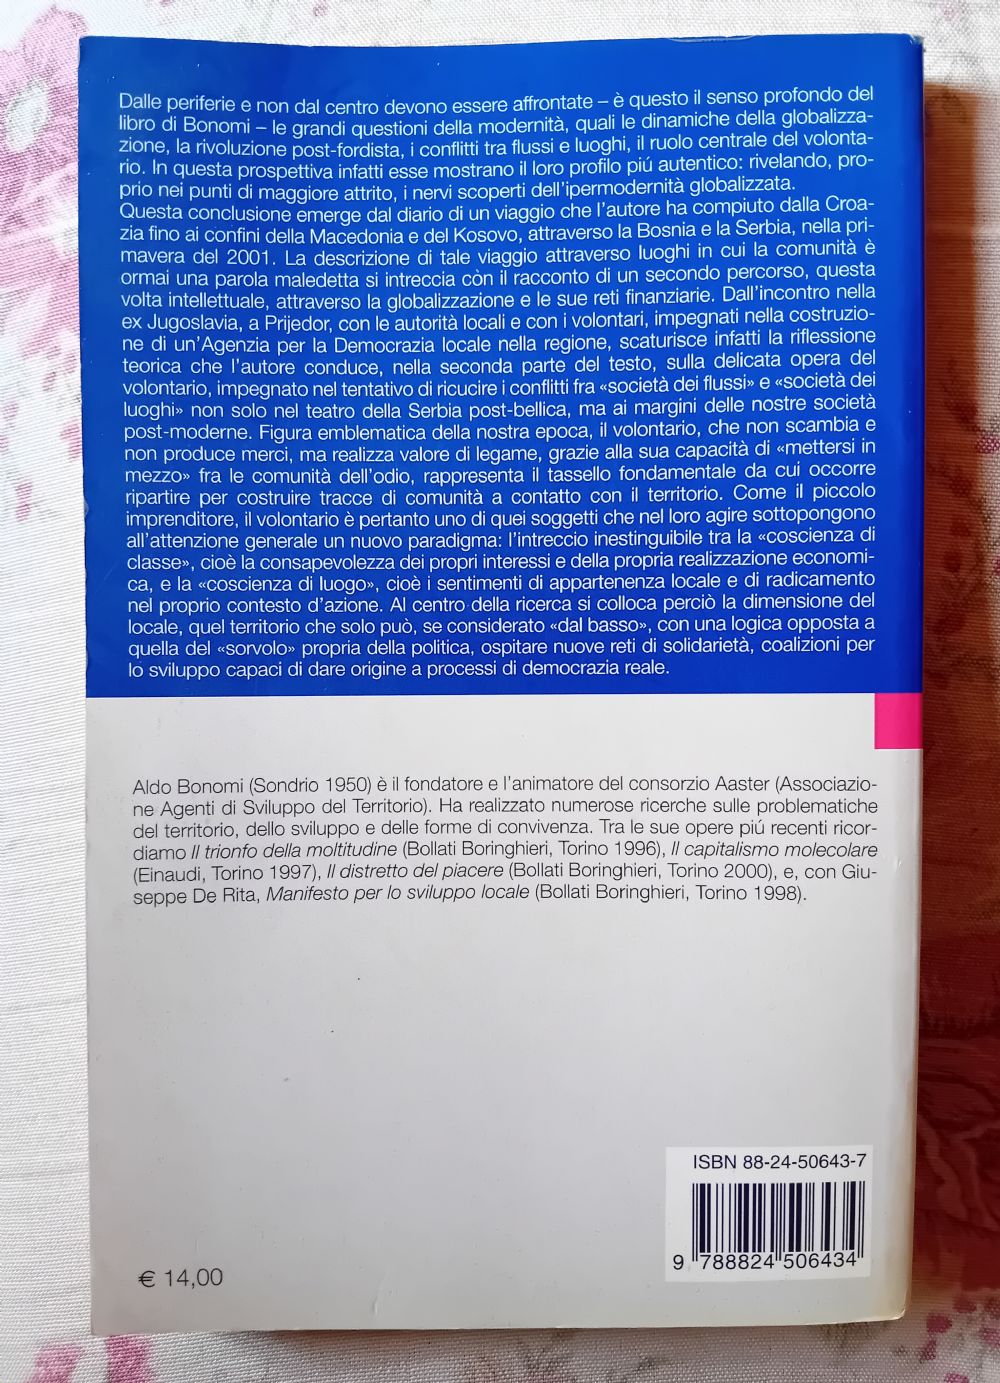 Dalle periferie e non dal centro devono essere affrontate – è questo il senso profondo del
libro di Bonomi – le grandi questioni della modernità, quali le dinamiche della globalizza-
zione, la rivoluzione post-fordista, i conflitti tra flussi e luoghi, il ruolo centrale del volonta-
rio. In questa prospettiva infatti esse mostrano il loro profilo piú autentico: rivelando, pro-
prio nei punti di maggiore attrito, i nervi scoperti dell'ipermodernità globalizzata.
Questa conclusione emerge dal diario di un viaggio che l'autore ha compiuto dalla Croa-
zia fino ai confini della Macedonia e del Kosovo, attraverso la Bosnia e la Serbia, nella pri-
mavera del 2001. La descrizione di tale viaggio attraverso luoghi in cui la comunità è
ormai una parola maledetta si intreccia còn il racconto di un secondo percorso, questa
volta intellettuale, attraverso la globalizzazione e le sue reti finanziarie. Dall'incontro nella
ex Jugoslavia, a Prijedor, con le autorità locali e con i volontari, impegnati nella costruzio-
ne di un'Agenzia per la Democrazia locale nella regione, scaturisce infatti la riflessione
teorica che l'autore conduce, nella seconda parte del testo, sulla delicata opera del
volontario, impegnato nel tentativo di ricucire i conflitti fra «società dei flussi» e «società dei
luoghi» non solo nel teatro della Serbia post-bellica, ma ai margini delle nostre società
post-moderne. Figura emblematica della nostra epoca, il volontario, che non scambia e
non produce merci, ma realizza valore di legame, grazie alla sua capacità di «mettersi in
mezzo» fra le comunità dell'odio, rappresenta il tassello fondamentale da cui occorre
ripartire per costruire tracce di comunità a contatto con il territorio. Come il piccolo
imprenditore, il volontario è pertanto uno di quei soggetti che nel loro agire sottopongono
all'attenzione generale un nuovo paradigma: l'intreccio inestinguibile tra la «coscienza di
classe», cioè la consapevolezza dei propri interessi e della propria realizzazione economi-
ca, e la «coscienza di luogo», cioè i sentimenti di appartenenza locale e di radicamento
nel proprio contesto d'azione. Al centro della ricerca si colloca perciò la dimensione del
locale, quel territorio che solo può, se considerato «dal basso», con una logica opposta a
quella del «sorvolo» propria della politica, ospitare nuove reti di solidarietà, coalizioni per
lo sviluppo capaci di dare origine a processi di democrazia reale.
Aldo Bonomi (Sondrio 1950) è il fondatore e l'animatore del consorzio Aaster (Associazio-
ne Agenti di Sviluppo del Territorio). Ha realizzato numerose ricerche sulle problematiche
del territorio, dello sviluppo e delle forme di convivenza. Tra le sue opere piú recenti ricor-
diamo Il trionfo della moltitudine (Bollati Boringhieri, Torino 1996), Il capitalismo molecolare
(Einaudi, Torino 1997), Il distretto del piacere (Bollati Boringhieri, Torino 2000), e, con Giu-
seppe De Rita, Manifesto per lo sviluppo locale (Bollati Boringhieri, Torino 1998).
ISBN 88-24-50643-7
9 788824 506434
€ 14,00